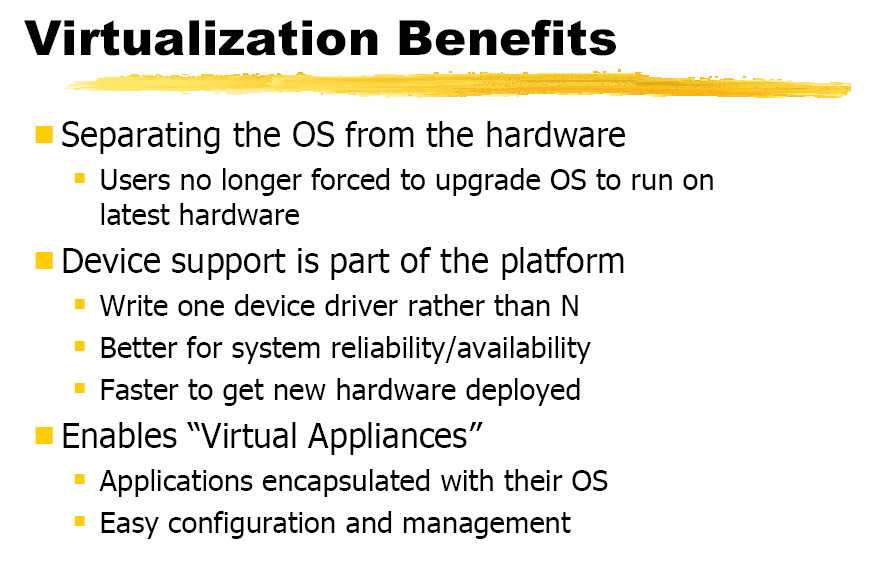 Virtualization Benefits
Separating the OS from the hardware
Users no longer forced to upgrade OS to run on
latest hardware
Device support is part of the platform
Write one device driver rather than N
Better for system reliability/availability
Faster to get new hardware deployed
Enables “Virtual Appliances”
Applications encapsulated with their OS
Easy configuration and management